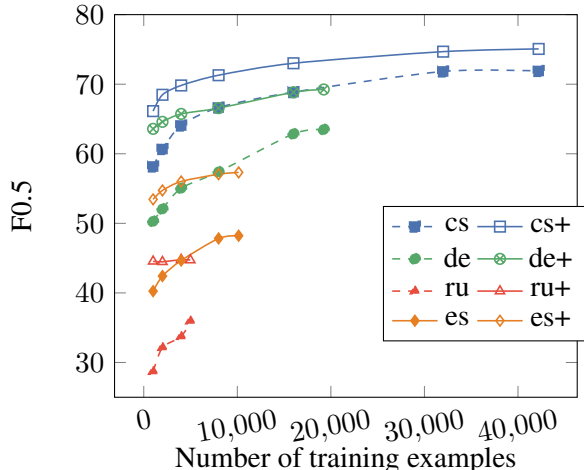 80
70
60
50
40
30
F0.5
0
10,000
20,000
30,000
40,000
Number of training examples
cs cs+
de de+
ru ru+
es es+